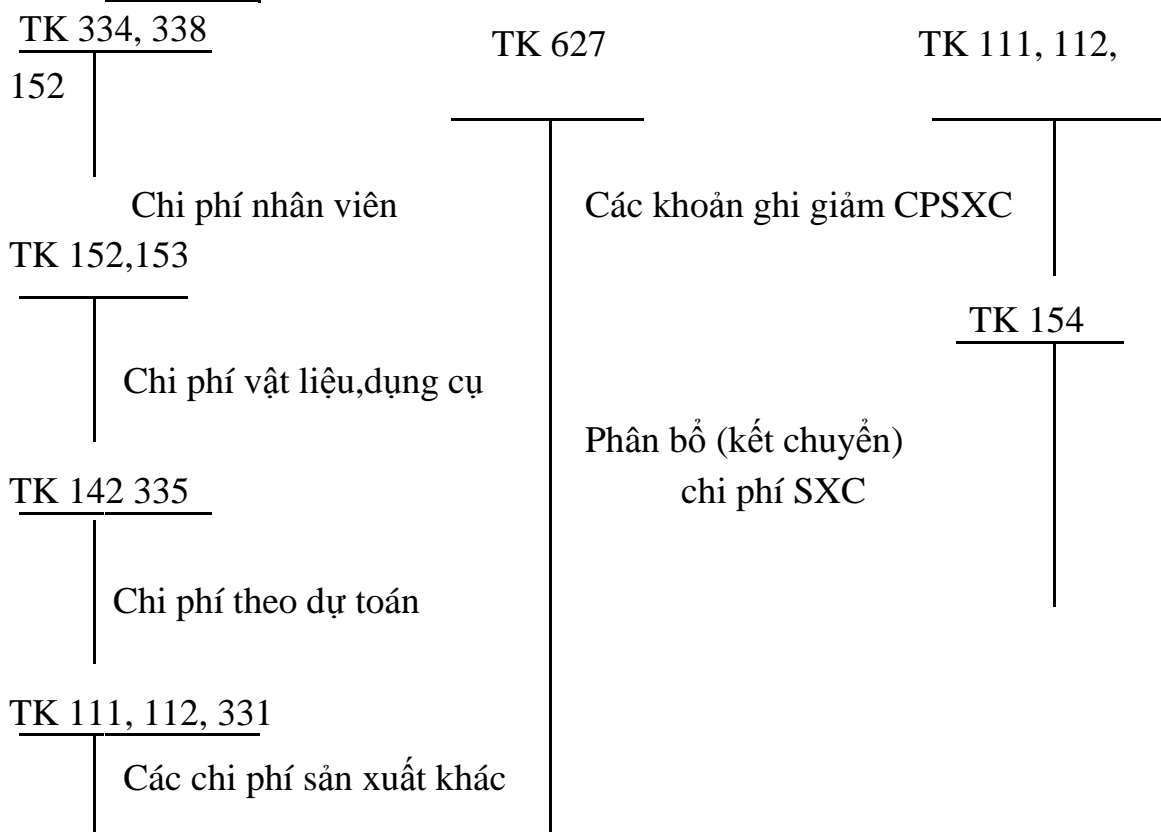 TK 334, 338
TK 627
TK 111, 112,
152
Chi phí nhân viên
Các khoản ghi giảm CPSXC
TK 152,153
TK 154
Chi phí vật liệu,dụng cụ
Phân bổ (kết chuyển)
chi phí SXC
TK 142 335
Chi phí theo dự toán
TK 111, 112, 331
Các chi phí sản xuất khác